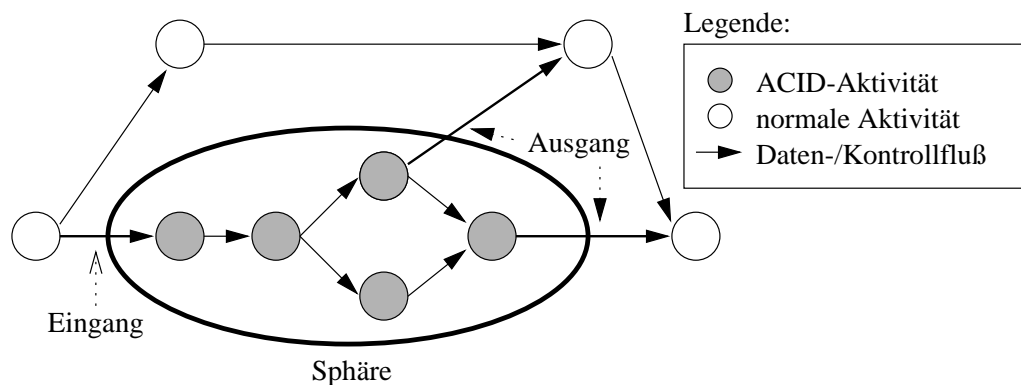 Legende:
ACID-Aktivität
normale Aktivität
Daten-/Kontrollfluß
Ausgang
Eingang
Sphäre